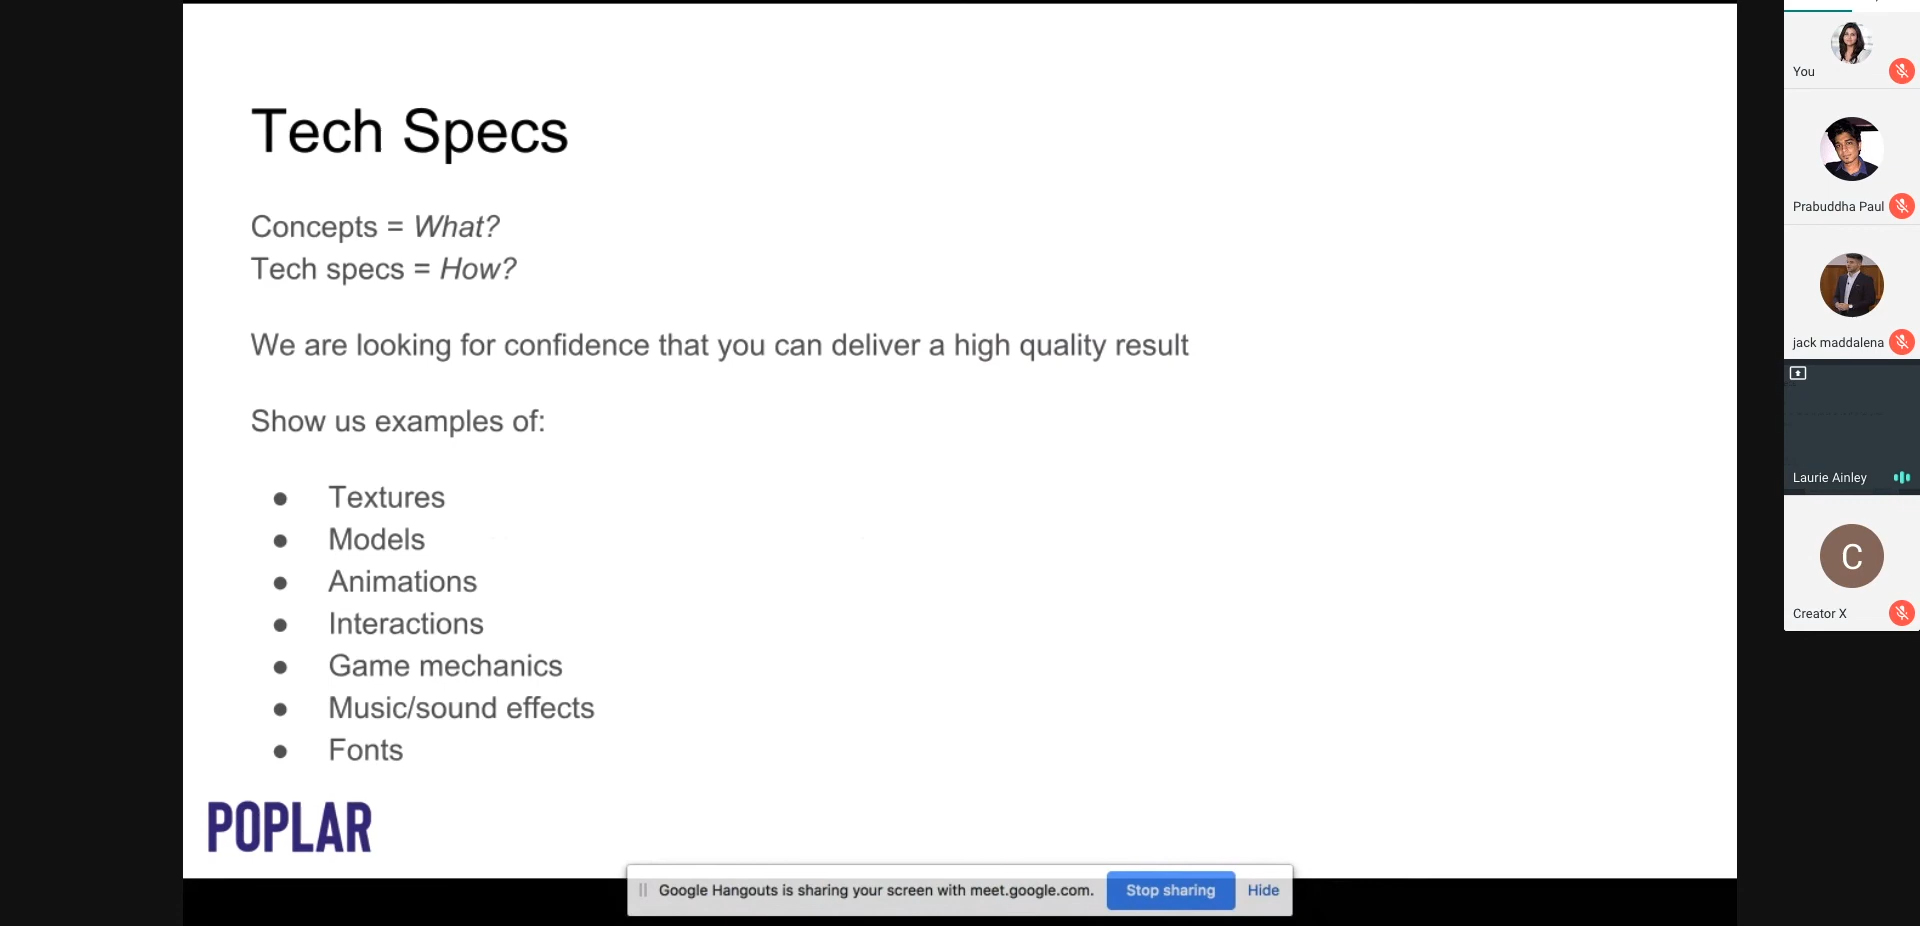 Tech Specs
Concepts = What?
Tech specs = How?
We are looking for confidence that you can deliver a high quality result
Show us examples of:
● Textures
● Models
● Animations
● Interactions
● Game mechanics
● Music/sound effects
● Fonts
POPLAR
Google Hangouts is sharing your screen with meet.google.com.
Stop sharing
Hide
You
Prabuddha Paul
jack maddalena
Laurie Ainley
C
Creator X